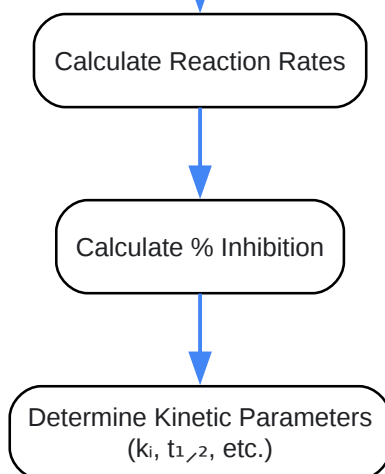 Calculate Reaction Rates
Calculate % Inhibition
Determine Kinetic Parameters
(kᵢ, t₁⸝₂, etc.)